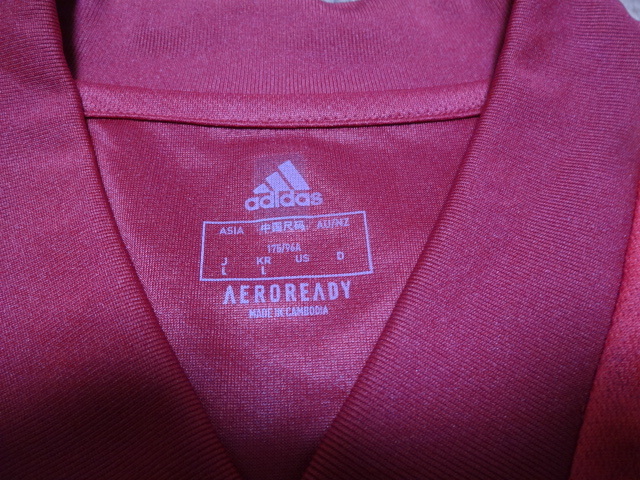 adidas
ASIA 中国尺码 AU/NZ
175/96A
J KR US D
L L
AEROREADY
MADE IN CAMBODIA